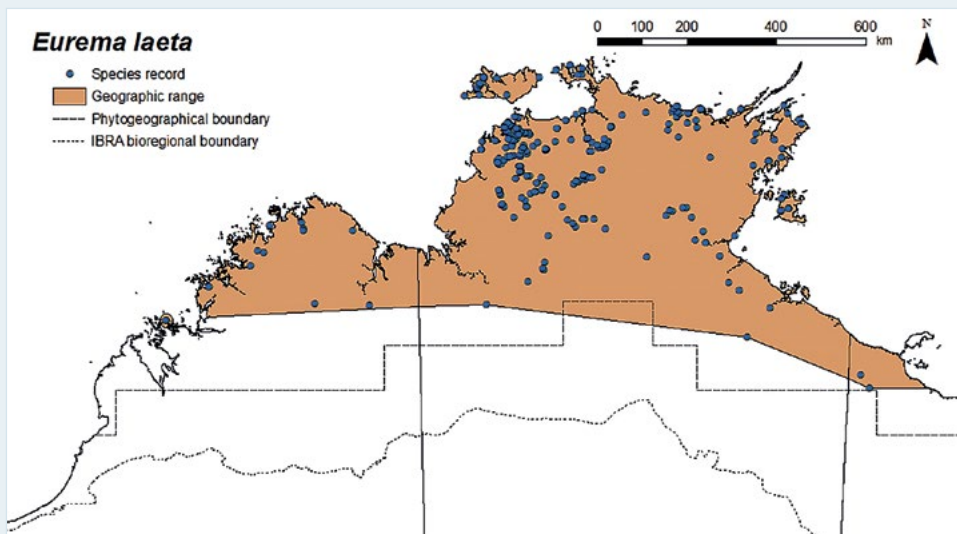 Eurema laeta
Species record
Geographic range
Phytogeographical boundary
IBRA bioregional boundary
0 100 200 400 600
km
N